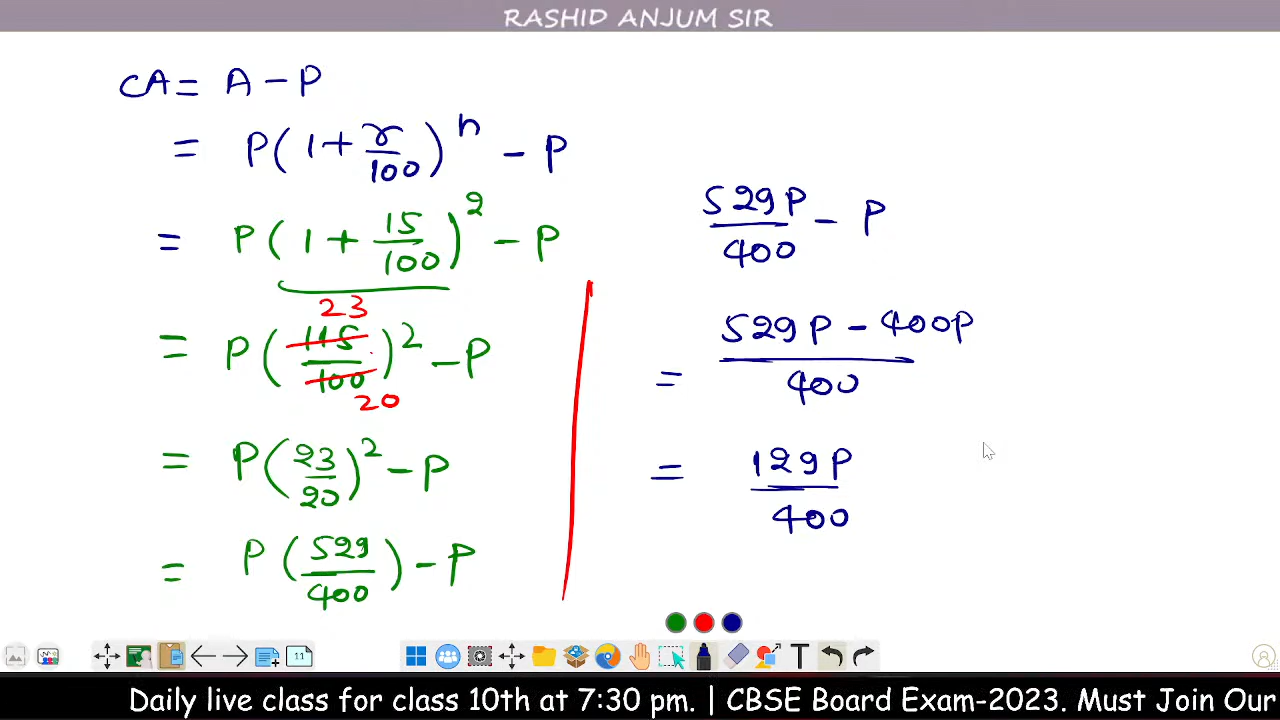 RASHID ANJUM SIR
CA = A - P
= P(1 + r/100)^n - P
= P(1 + 15/100)^2 - P
23
= P(115/100)^2 - P
20
= P(23/20)^2 - P
= P(529/400) - P
529P/400 - P
= 529P - 400P/400
= 129P/400
11
T
Daily live class for class 10th at 7:30 pm. | CBSE Board Exam-2023. Must Join Our